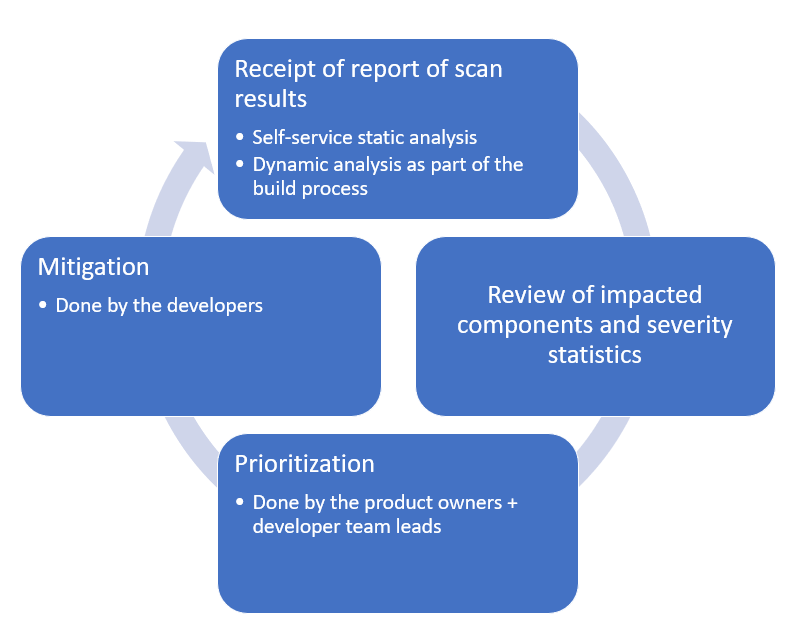 Receipt of report of scan
results
• Self-service static analysis
• Dynamic analysis as part of the
build process
Review of impacted
components and severity
statistics
Prioritization
• Done by the product owners +
developer team leads
Mitigation
• Done by the developers